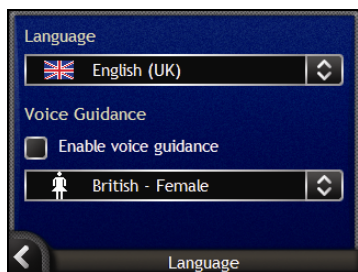 Language
English (UK)
Voice Guidance
Enable voice guidance
British - Female
Language